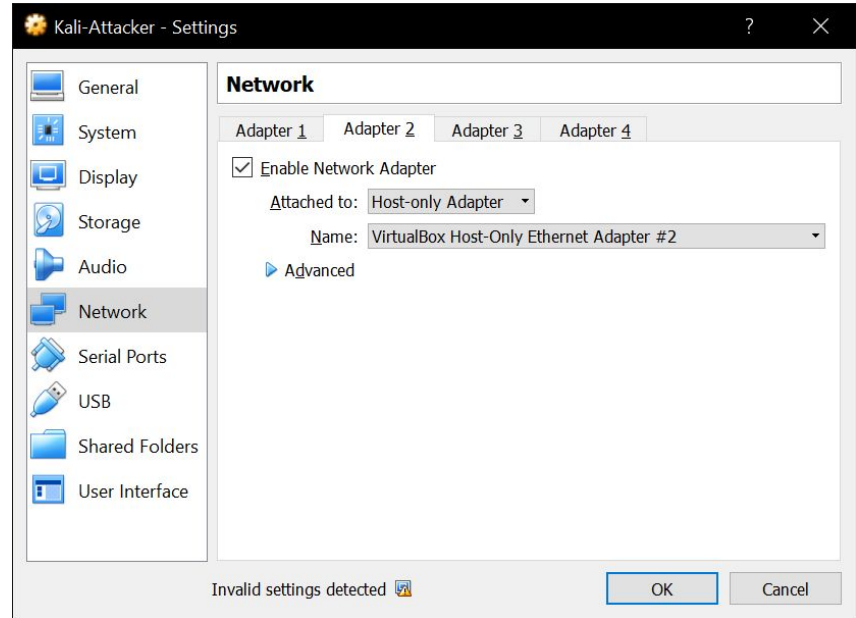 Kali-Attacker - Settings
?
General
System
Display
Storage
Audio
Network
Serial Ports
USB
Shared Folders
User Interface
Network
Adapter 1 Adapter 2 Adapter 3 Adapter 4
Enable Network Adapter
Attached to: Host-only Adapter
Name: VirtualBox Host-Only Ethernet Adapter #2
Advanced
Invalid settings detected
OK Cancel